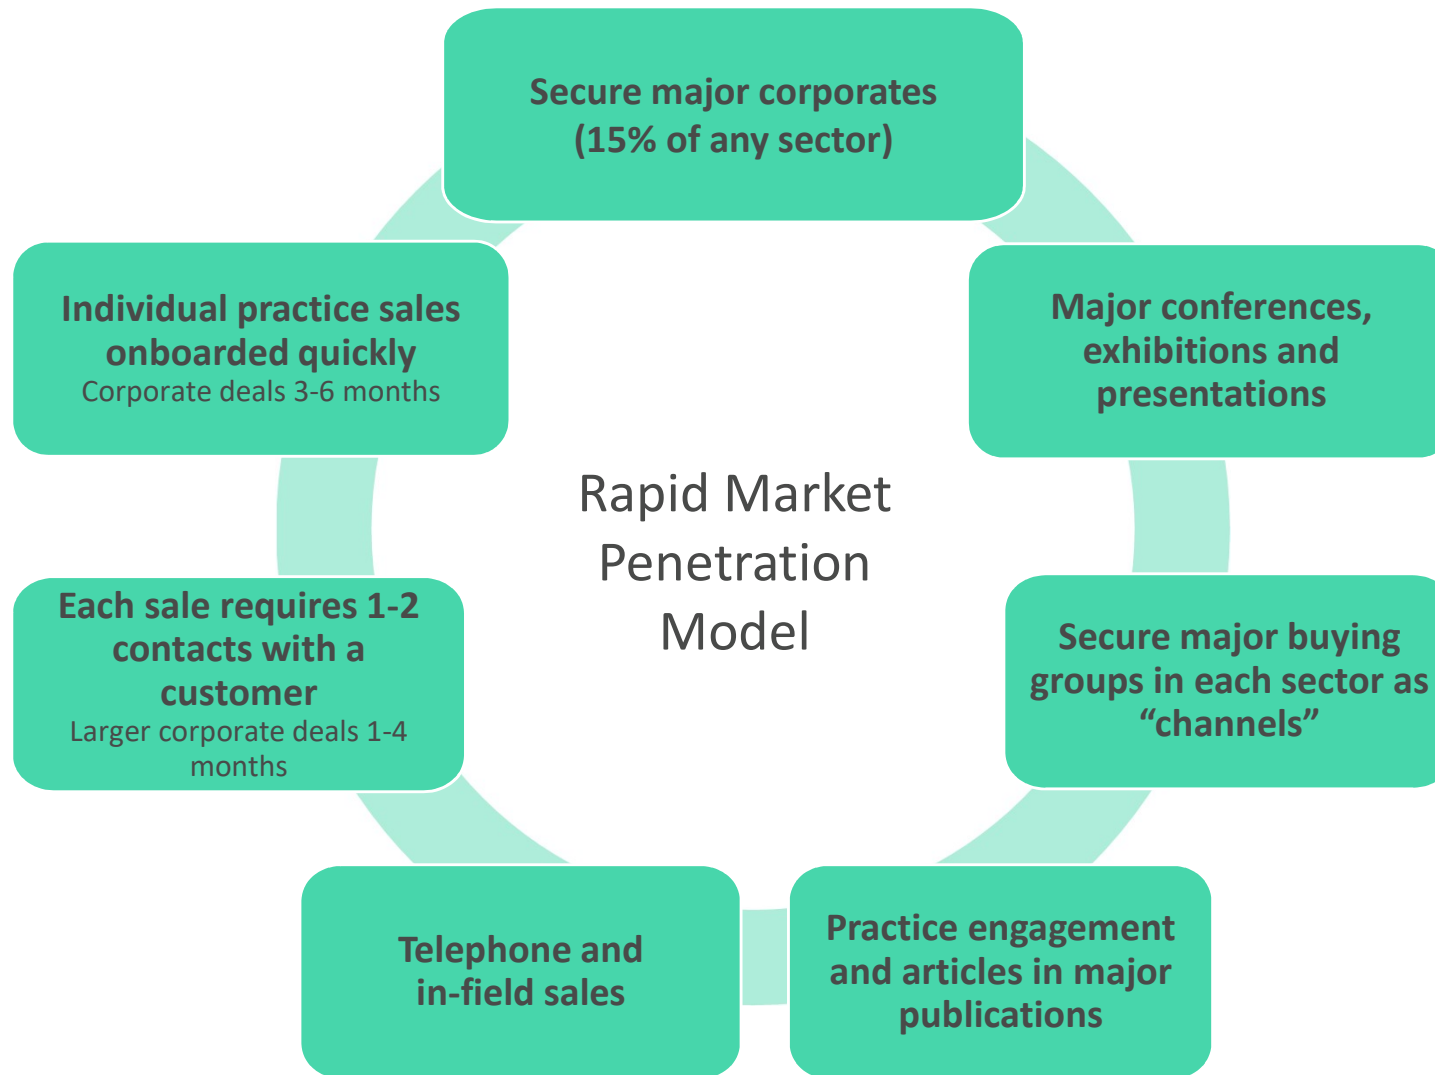 Secure major corporates
(15% of any sector)
Major conferences,
exhibitions and
presentations
Secure major buying
groups in each sector as
“channels”
Practice engagement
and articles in major
publications
Telephone and
in-field sales
Each sale requires 1-2
contacts with a
customer
Larger corporate deals 1-4
months
Individual practice sales
onboarded quickly
Corporate deals 3-6 months
Rapid Market
Penetration
Model